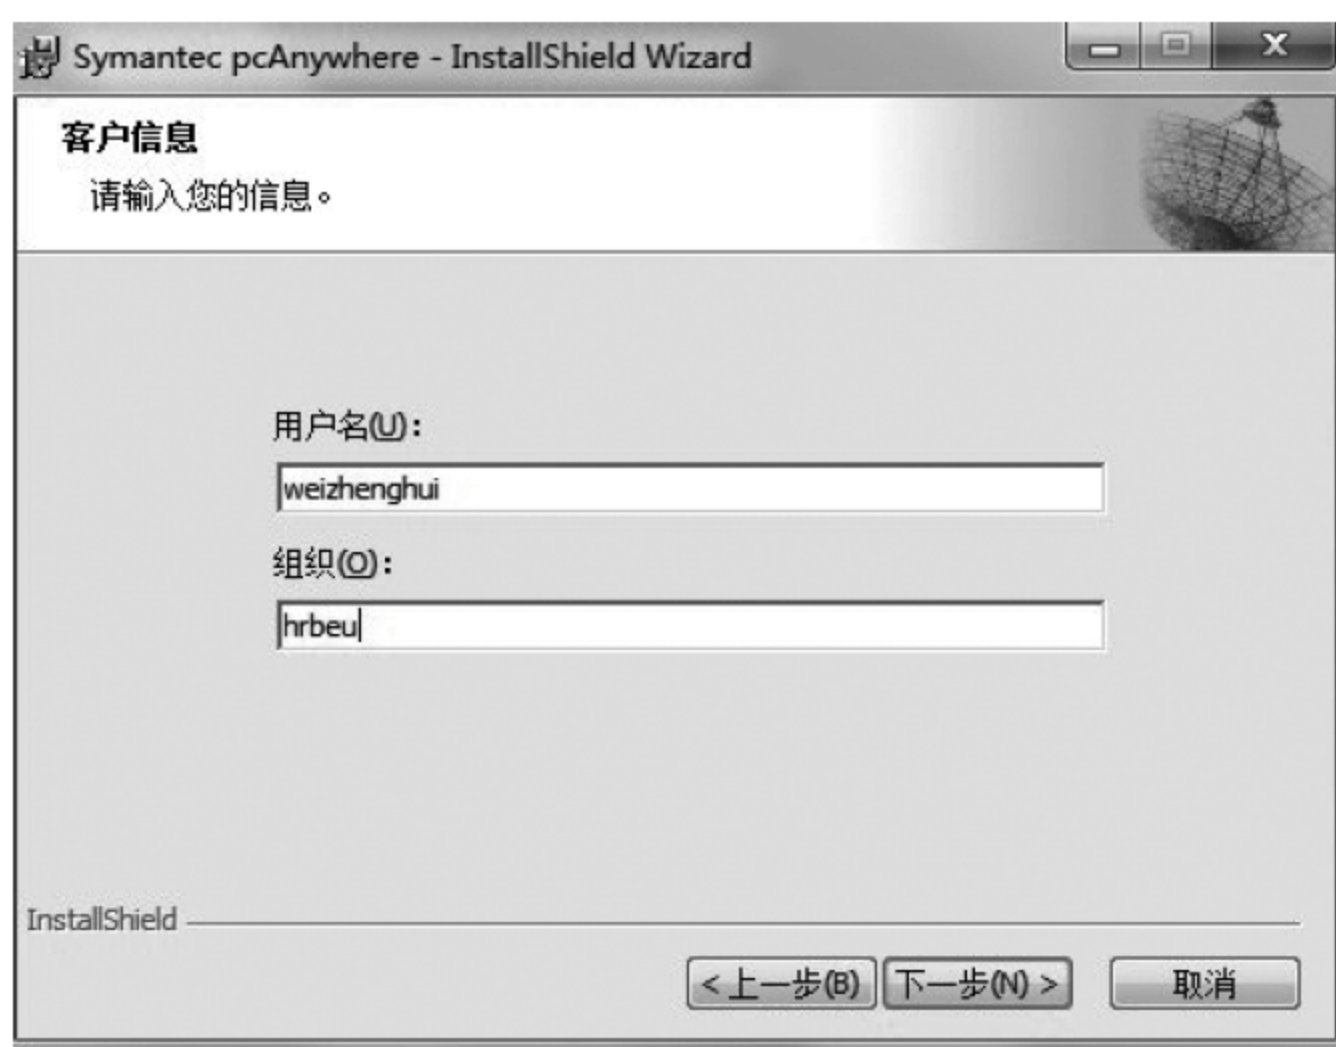 Symantec pcAnywhere - InstallShield Wizard
客户信息
请输入您的信息。
用户名(U)：
weizhenghui
组织(O)：
hrbeu
InstallShield
< 上一步(B) 下一步(N) > 取消